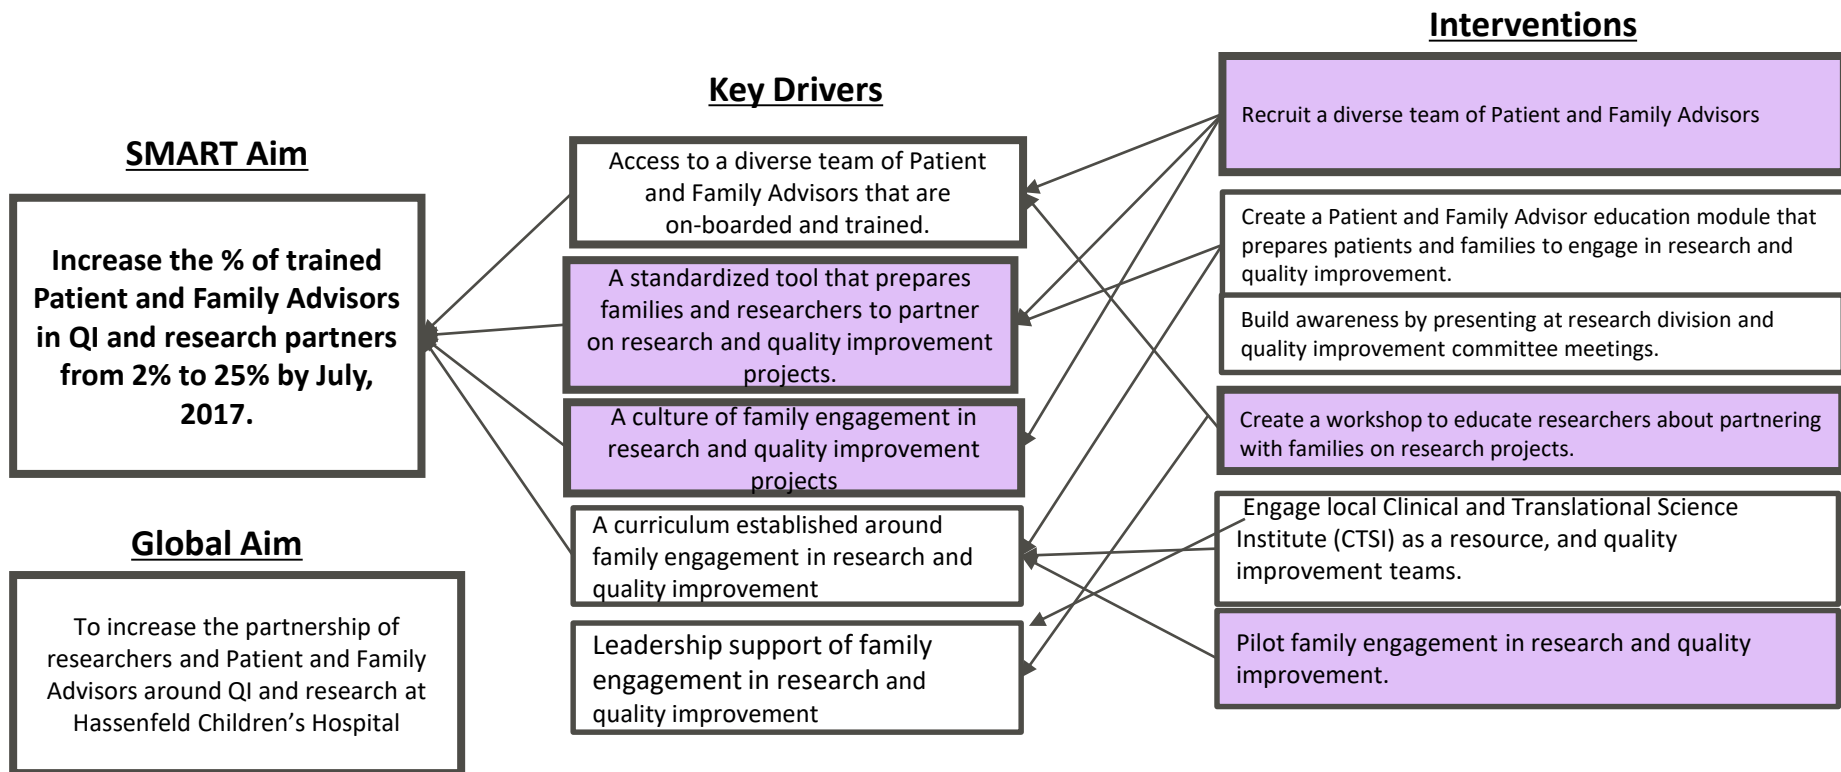 SMART Aim
Increase the % of trained
Patient and Family Advisors
in QI and research partners
from 2% to 25% by July,
2017.
Global Aim
To increase the partnership of
researchers and Patient and Family
Advisors around QI and research at
Hassenfeld Children’s Hospital
Key Drivers
Access to a diverse team of Patient
and Family Advisors that are
on-boarded and trained.
A standardized tool that prepares
families and researchers to partner
on research and quality improvement
projects.
A culture of family engagement in
research and quality improvement
projects
A curriculum established around
family engagement in research and
quality improvement
Leadership support of family
engagement in research and
quality improvement
Interventions
Recruit a diverse team of Patient and Family Advisors
Create a Patient and Family Advisor education module that
prepares patients and families to engage in research and
quality improvement.
Build awareness by presenting at research division and
quality improvement committee meetings.
Create a workshop to educate researchers about partnering
with families on research projects.
Engage local Clinical and Translational Science
Institute (CTSI) as a resource, and quality
improvement teams.
Pilot family engagement in research and quality
improvement.